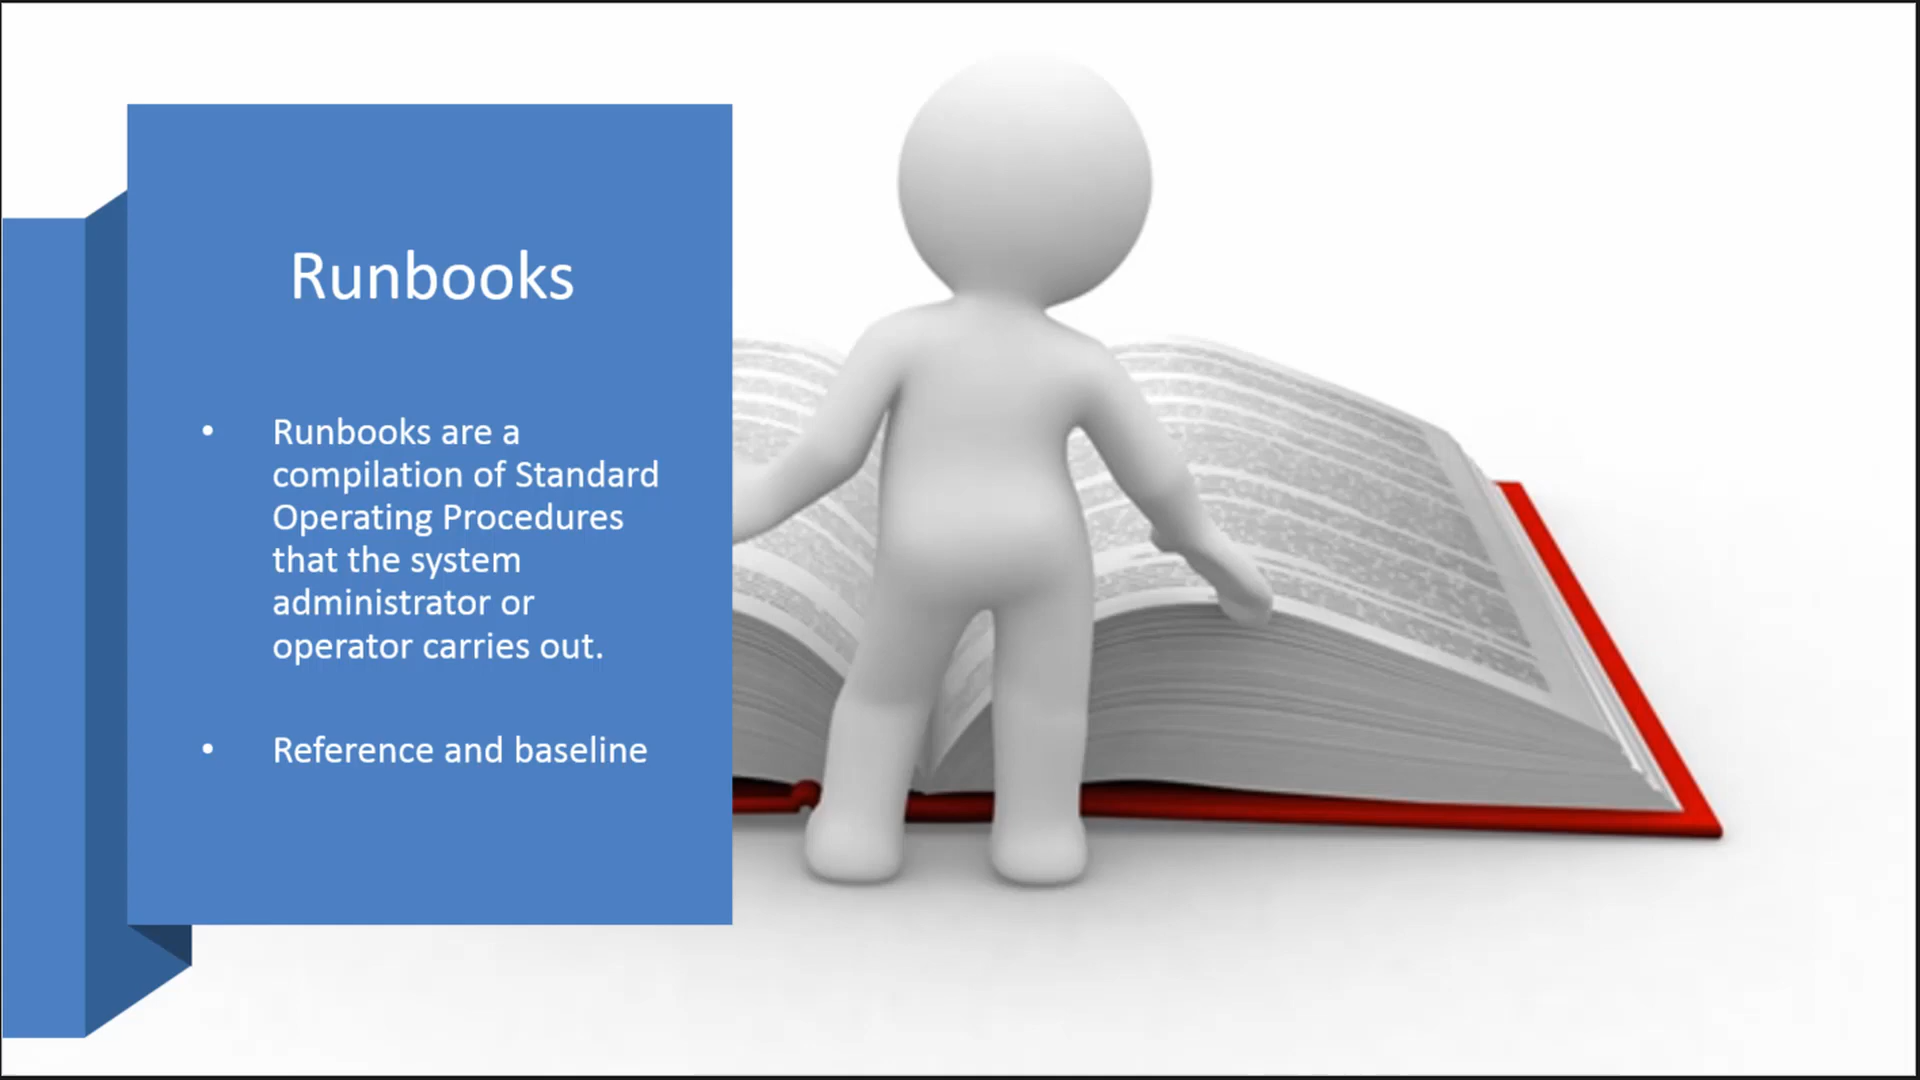 Runbooks
• Runbooks are a
compilation of Standard
Operating Procedures
that the system
administrator or
operator carries out.
• Reference and baseline